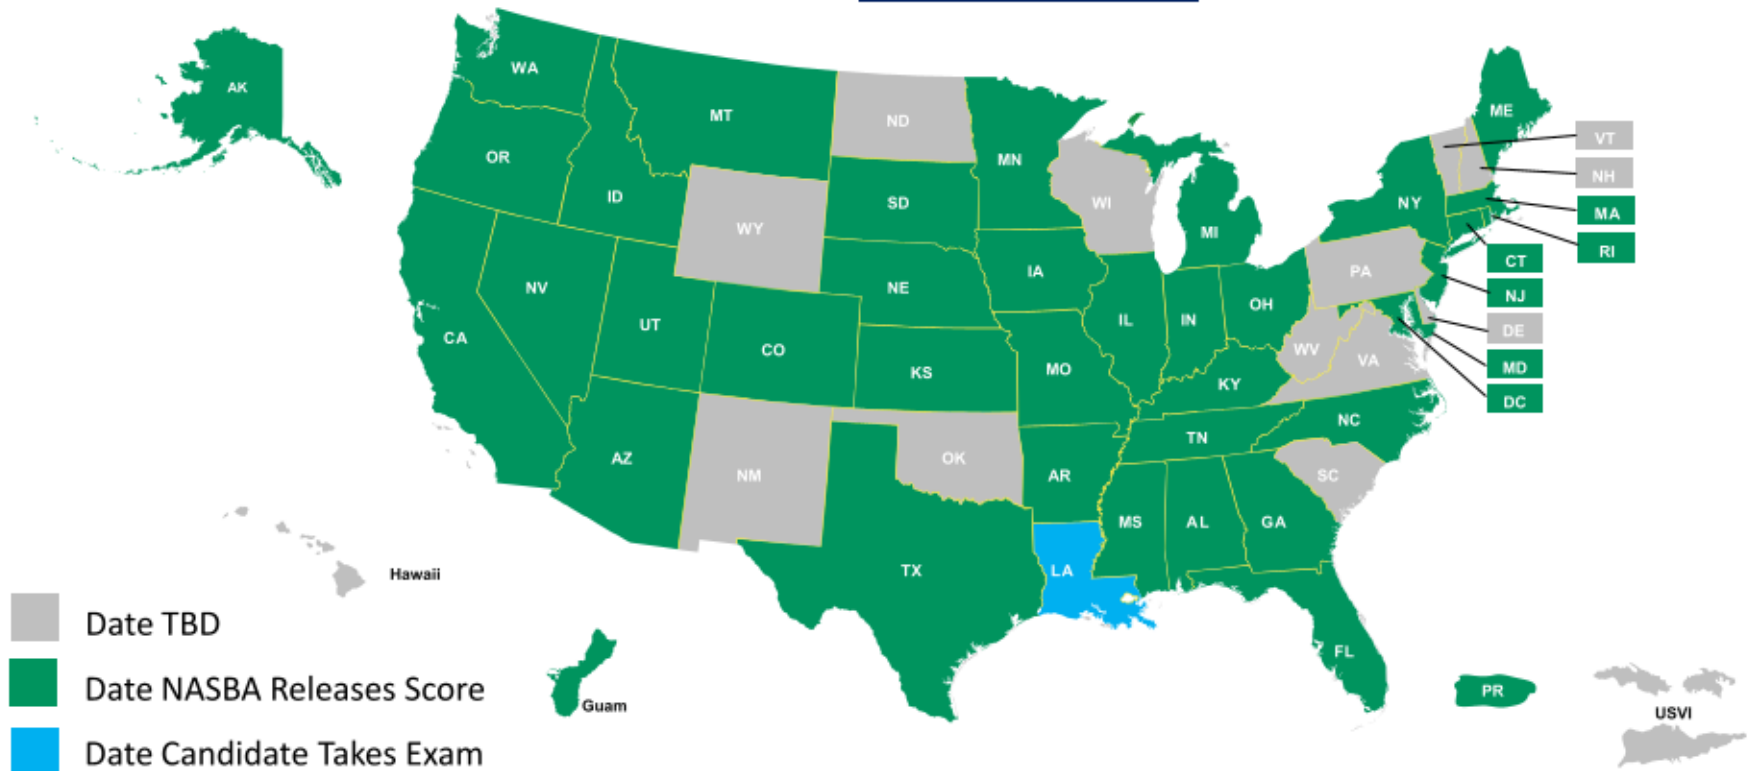 WA
AK
MT
ND
ME
VT
OR
MN
NH
ID
SD
WI
NY
MA
WY
MI
RI
CT
IA
PA
NV
NE
NJ
OH
UT
IL
IN
DE
CA
CO
WV
VA
MO
MD
KS
KY
DC
NC
TN
AZ
OK
NM
AR
SC
MS
AL
GA
TX
LA
Hawaii
Date TBD
FL
Date NASBA Releases Score
PR
Guam
USVI
Date Candidate Takes Exam